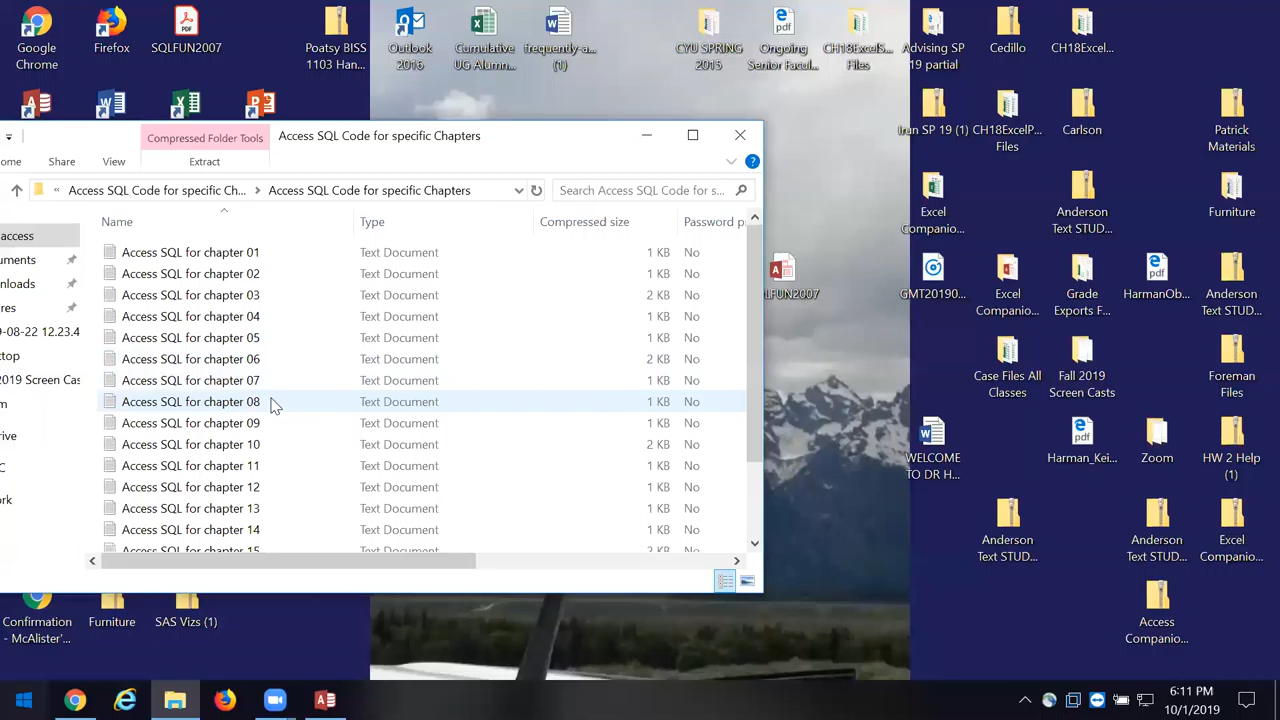 Google
Chrome
Firefox
SQLFUN2007
Poatsy BISS
1103 Han...
Outlook
2016
Cumulative
UG Alumn...
frequently-a...
(1)
CYU SPRING
2015
Ongoing
Senior Facul...
CH18ExcelS...
Files
Advising SP
19 partial
Cedillo
CH18Excel...
Compressed Folder Tools
Access SQL Code for specific Chapters
ome
Share
View
Extract
« Access SQL Code for specific Ch... > Access SQL Code for specific Chapters
Search Access SQL Code for s...
Name
Type
Compressed size
Password p
Access SQL for chapter 01 Text Document 1 KB No
Access SQL for chapter 02 Text Document 1 KB No
Access SQL for chapter 03 Text Document 2 KB No
Access SQL for chapter 04 Text Document 1 KB No
Access SQL for chapter 05 Text Document 1 KB No
Access SQL for chapter 06 Text Document 2 KB No
Access SQL for chapter 07 Text Document 1 KB No
Access SQL for chapter 08 Text Document 1 KB No
Access SQL for chapter 09 Text Document 1 KB No
Access SQL for chapter 10 Text Document 2 KB No
Access SQL for chapter 11 Text Document 1 KB No
Access SQL for chapter 12 Text Document 1 KB No
Access SQL for chapter 13 Text Document 1 KB No
Access SQL for chapter 14 Text Document 1 KB No
Access SQL for chapter 15 Text Document 2 KB No
access
uments
nloads
res
9-08-22 12.23.4
ktop
2019 Screen Cas
m
rive
C
ork
LFUN2007
Iran SP 19 (1)
CH18ExcelP...
Files
Carlson
Patrick
Materials
Excel
Companio...
Anderson
Text STUD...
Furniture
GMT20190...
Excel
Companio...
Grade
Exports F...
HarmanOb...
Anderson
Text STUD...
Case Files All
Classes
Fall 2019
Screen Casts
Foreman
Files
WELCOME
TO DR H...
Harman_Kei...
Zoom
HW 2 Help
(1)
Anderson
Text STUD...
Anderson
Text STUD...
Excel
Companio...
Access
Companio...
Confirmation
- McAlister'...
Furniture
SAS Vizs (1)
6:11 PM
10/1/2019